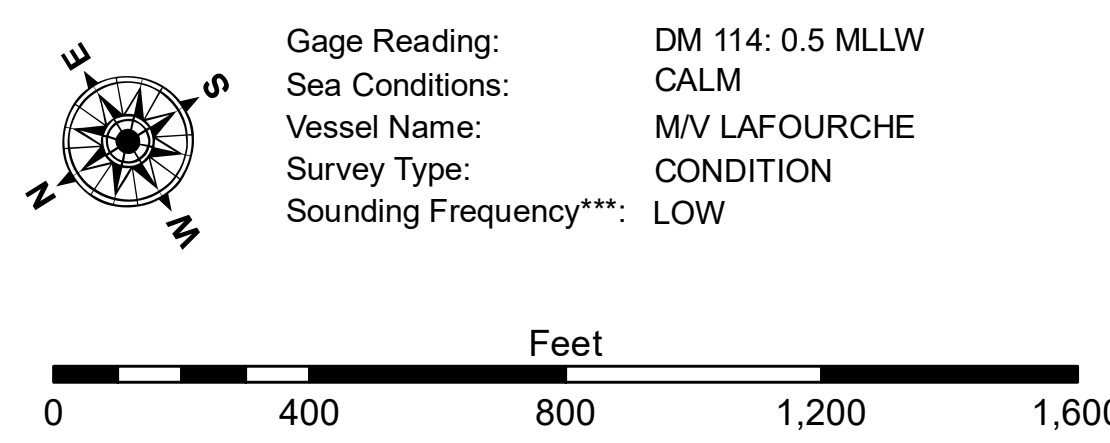 E
S
N
W
Gage Reading: DM 114: 0.5 MLLW
Sea Conditions: CALM
Vessel Name: M/V LAFOURCHE
Survey Type: CONDITION
Sounding Frequency***: LOW
Feet
0 400 800 1,200 1,600